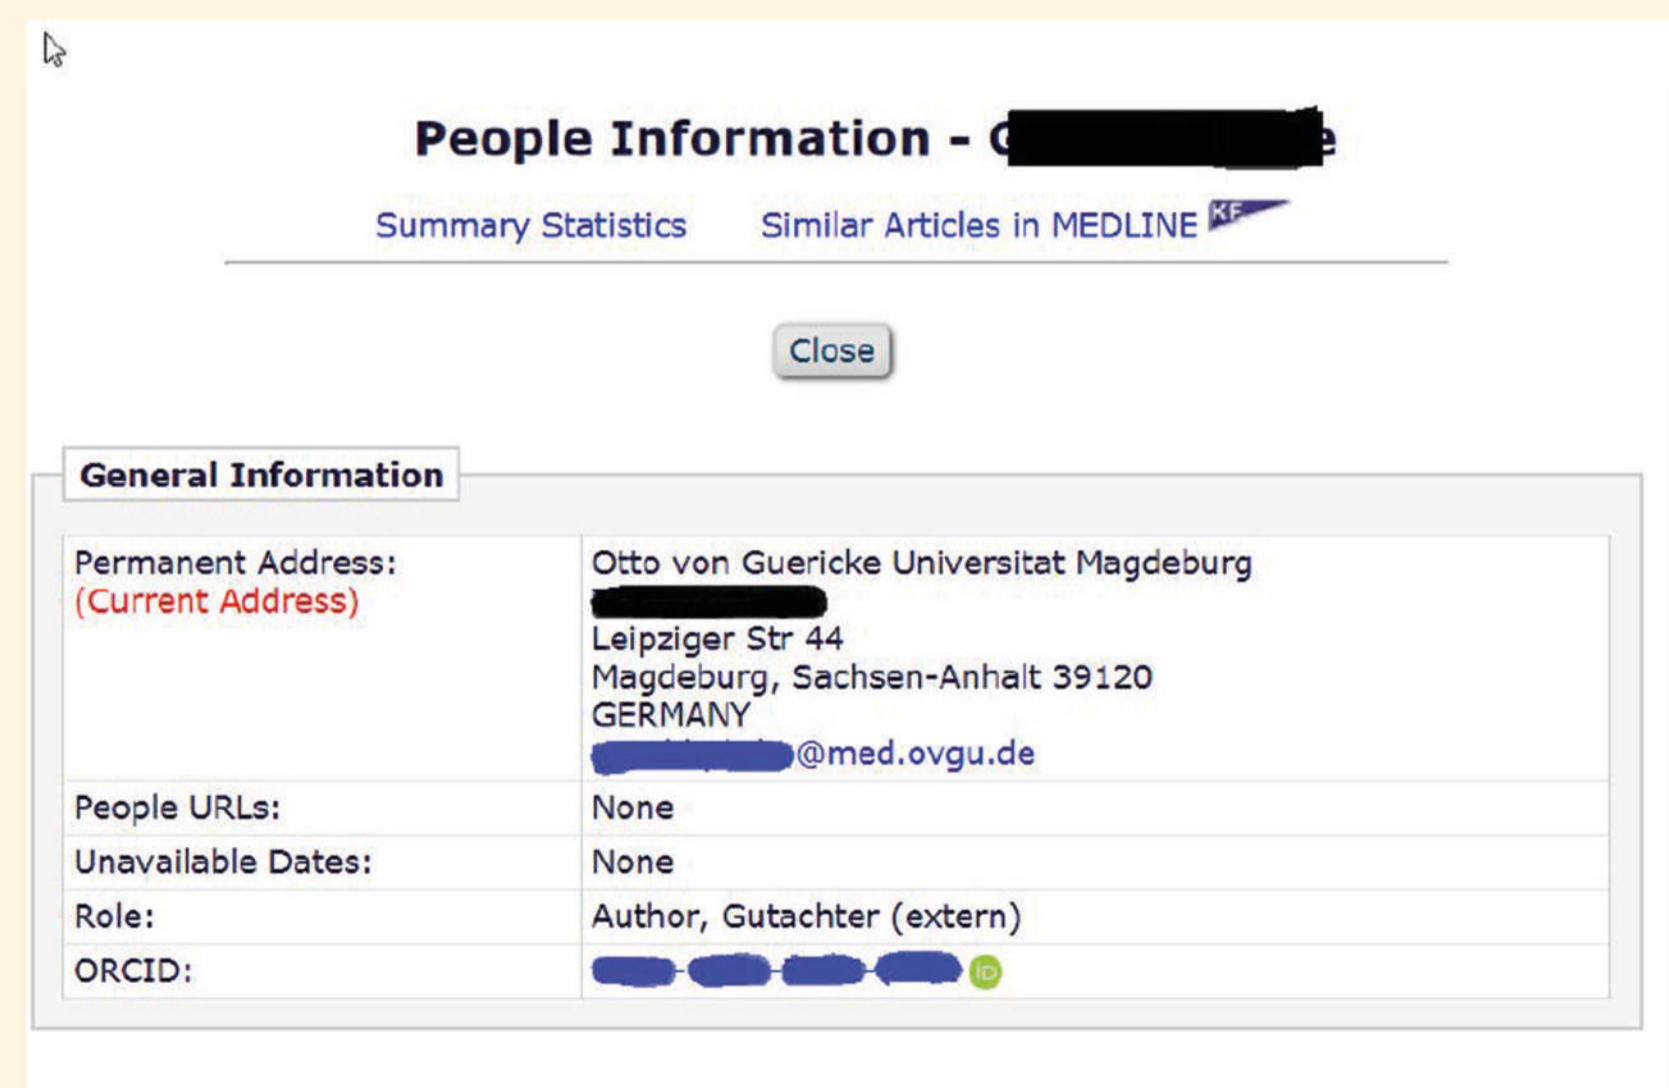 People Information -
Summary Statistics Similar Articles in MEDLINE KF
Close
General Information
Permanent Address: Otto von Guericke Universitat Magdeburg
(Current Address)
Leipziger Str 44
Magdeburg, Sachsen-Anhalt 39120
GERMANY
@med.ovgu.de
People URLs: None
Unavailable Dates: None
Role: Author, Gutachter (extern)
ORCID: iD